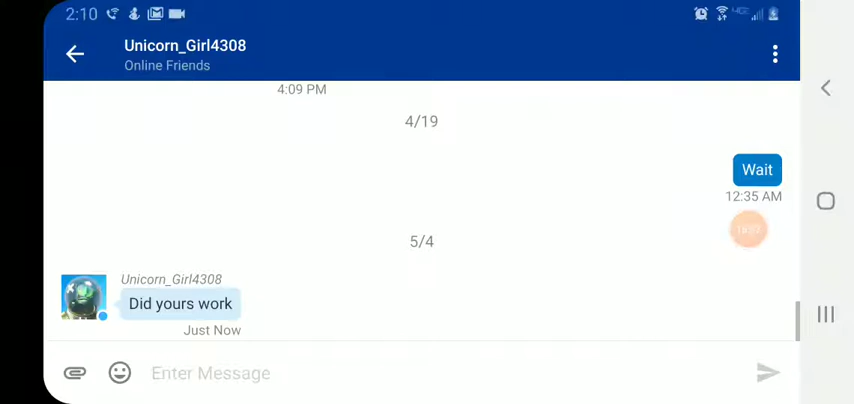 2:10
Unicorn_Girl4308
Online Friends
4:09 PM
4/19
Wait
12:35 AM
5/4
Unicorn_Girl4308
Did yours work
Just Now
Enter Message